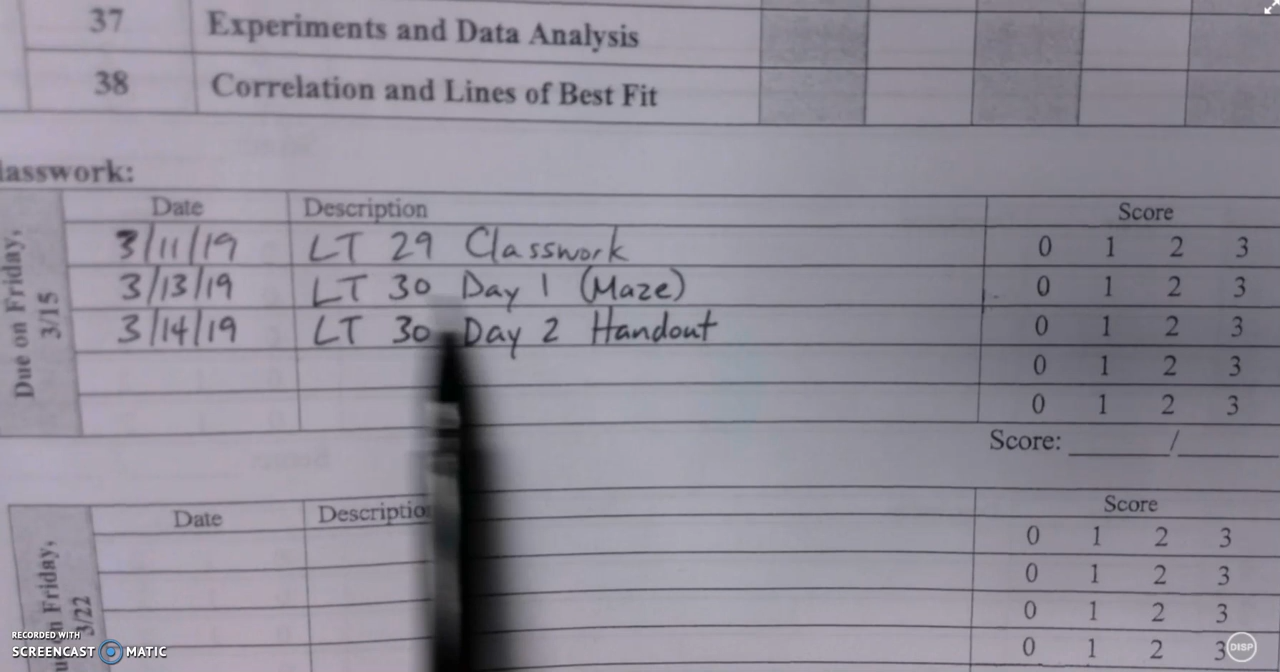 37 Experiments and Data Analysis
38 Correlation and Lines of Best Fit
lasswork:
Due on Friday, 3/15
Date Description Score
3/11/19 LT 29 Classwork 0 1 2 3
3/13/19 LT 30 Day 1 (Maze) 0 1 2 3
3/14/19 LT 30 Day 2 Handout 0 1 2 3
0 1 2 3
0 1 2 3
Score: ______/______
n Friday, 3/22
Date Descriptio Score
0 1 2 3
0 1 2 3
0 1 2 3
0 1 2 3
RECORDED WITH
SCREENCAST MATIC
DISP